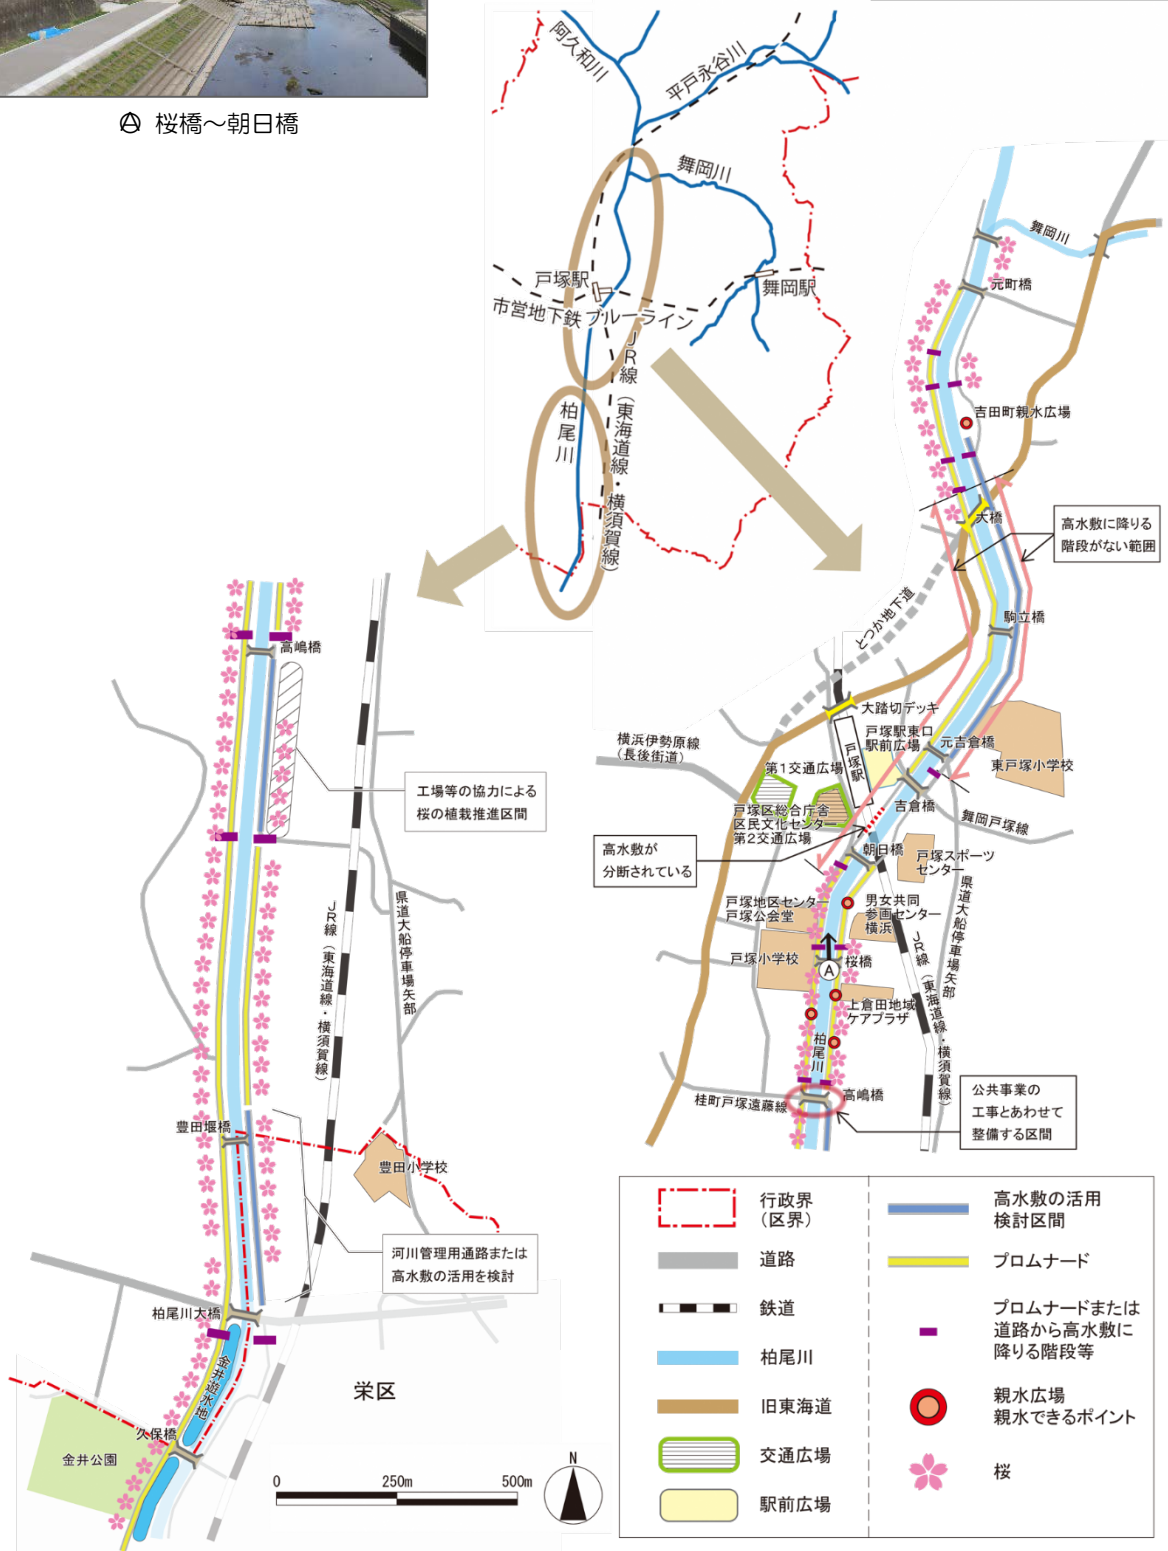 Ⓐ 桜橋～朝日橋
阿久和川
平戸永谷川
舞岡川
戸塚駅
舞岡駅
市営地下鉄 ブルーライン
JR線（東海道線・横須賀線）
柏尾川
舞岡川
元町橋
吉田町親水広場
大橋
高水敷に降りる
階段がない範囲
とつか地下道
駒立橋
大踏切デッキ
戸塚駅東口
駅前広場
元吉倉橋
東戸塚小学校
横浜伊勢原線
（長後街道）
戸塚駅
第1交通広場
吉倉橋
戸塚区総合庁舎
区民文化センター
第2交通広場
舞岡戸塚線
高水敷が
分断されている
朝日橋
戸塚スポーツ
センター
戸塚地区センター
戸塚公会堂
男女共同
参画センター
横浜
県道大船停車場矢部
戸塚小学校
桜橋
A
JR線（東海道線・横須賀線）
上倉田地域
ケアプラザ
柏尾川
桂町戸塚遠藤線
高嶋橋
公共事業の
工事とあわせて
整備する区間
高嶋橋
工場等の協力による
桜の植栽推進区間
JR線（東海道線・横須賀線）
県道大船停車場矢部
豊田堰橋
豊田小学校
河川管理用通路または
高水敷の活用を検討
柏尾川大橋
金井遊水地
栄区
久保橋
金井公園
0
250m
500m
N
行政界
（区界）
道路
鉄道
柏尾川
旧東海道
交通広場
駅前広場
高水敷の活用
検討区間
プロムナード
プロムナードまたは
道路から高水敷に
降りる階段等
親水広場
親水できるポイント
桜